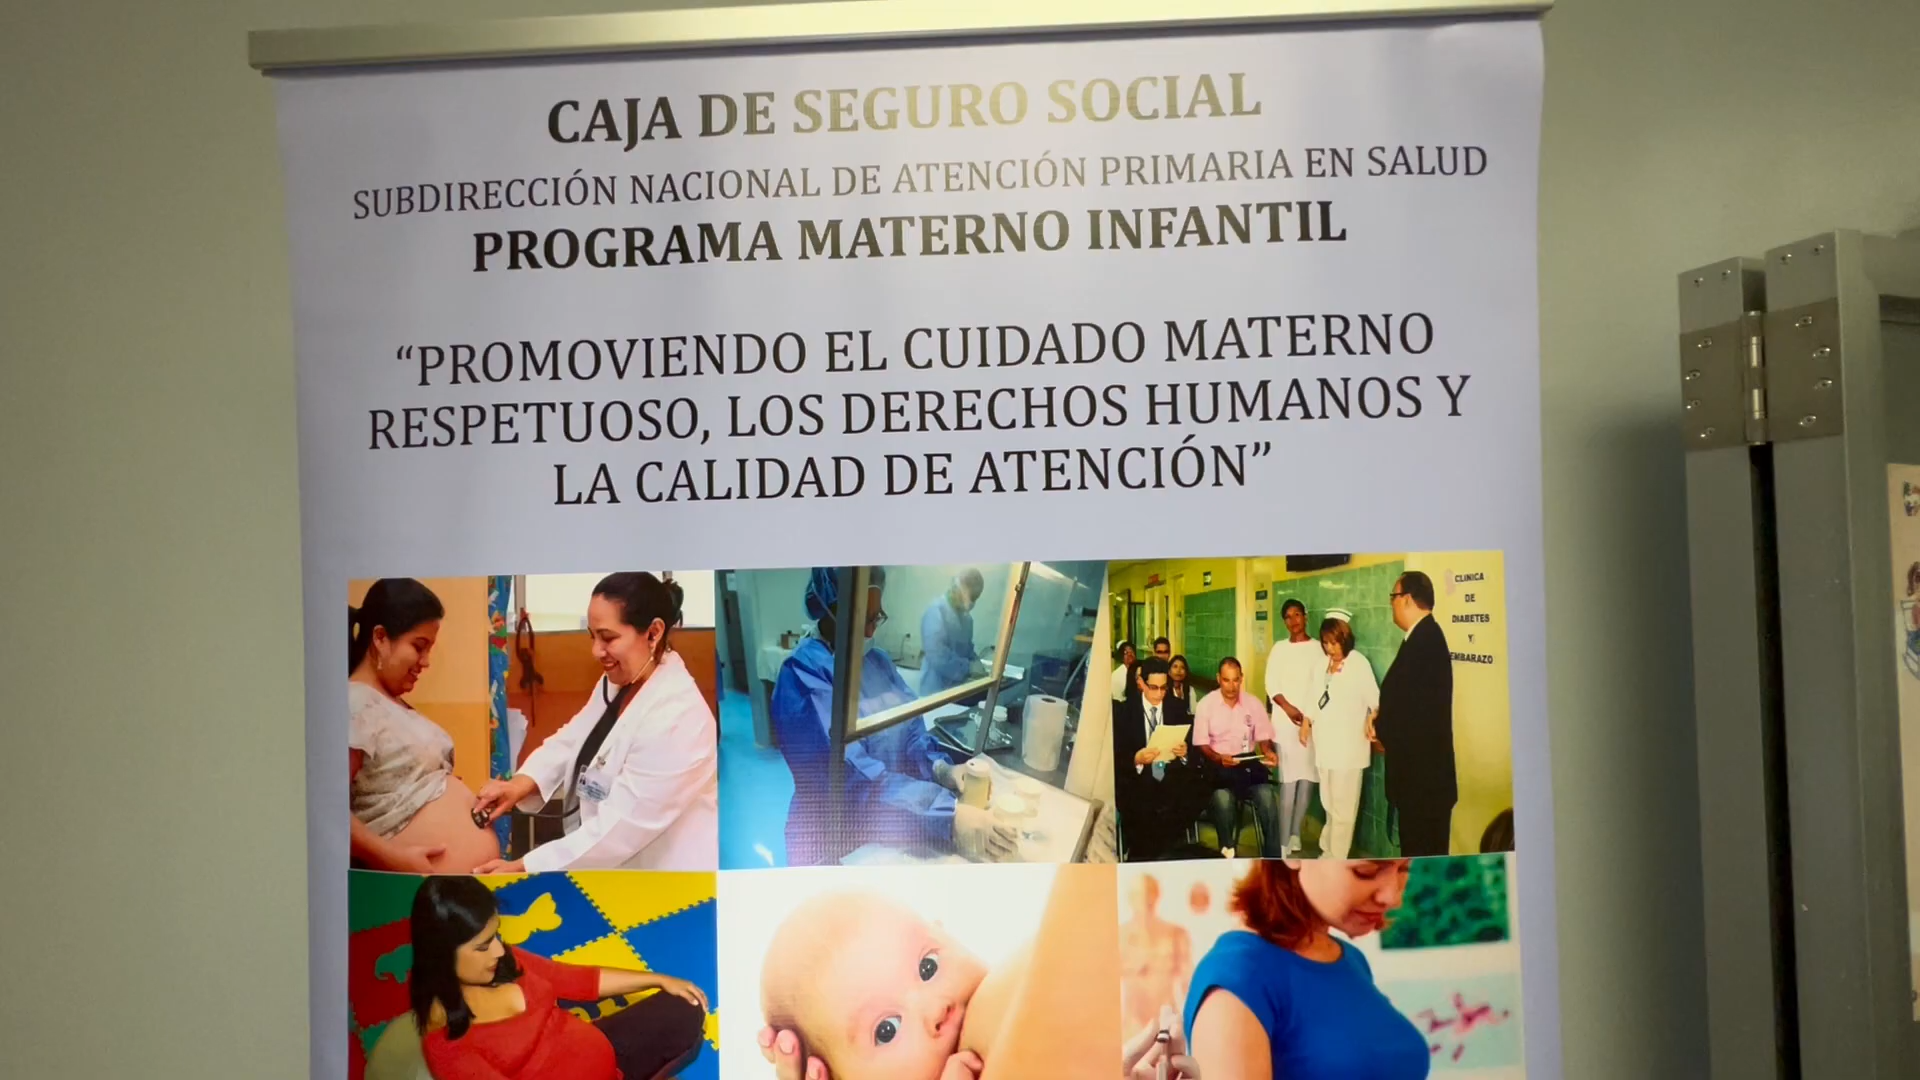 CAJA DE SEGURO SOCIAL
SUBDIRECCIÓN NACIONAL DE ATENCIÓN PRIMARIA EN SALUD
PROGRAMA MATERNO INFANTIL
“PROMOVIENDO EL CUIDADO MATERNO
RESPETUOSO, LOS DERECHOS HUMANOS Y
LA CALIDAD DE ATENCIÓN”
CLINICA
DE
DIABETES
Y
EMBARAZO